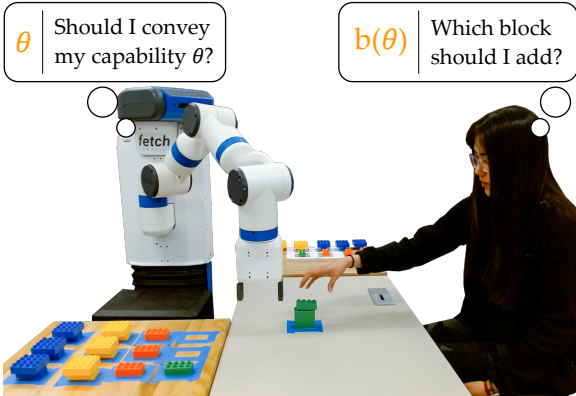 θ
Should I convey
my capability θ?
b(θ)
Which block
should I add?
fetch